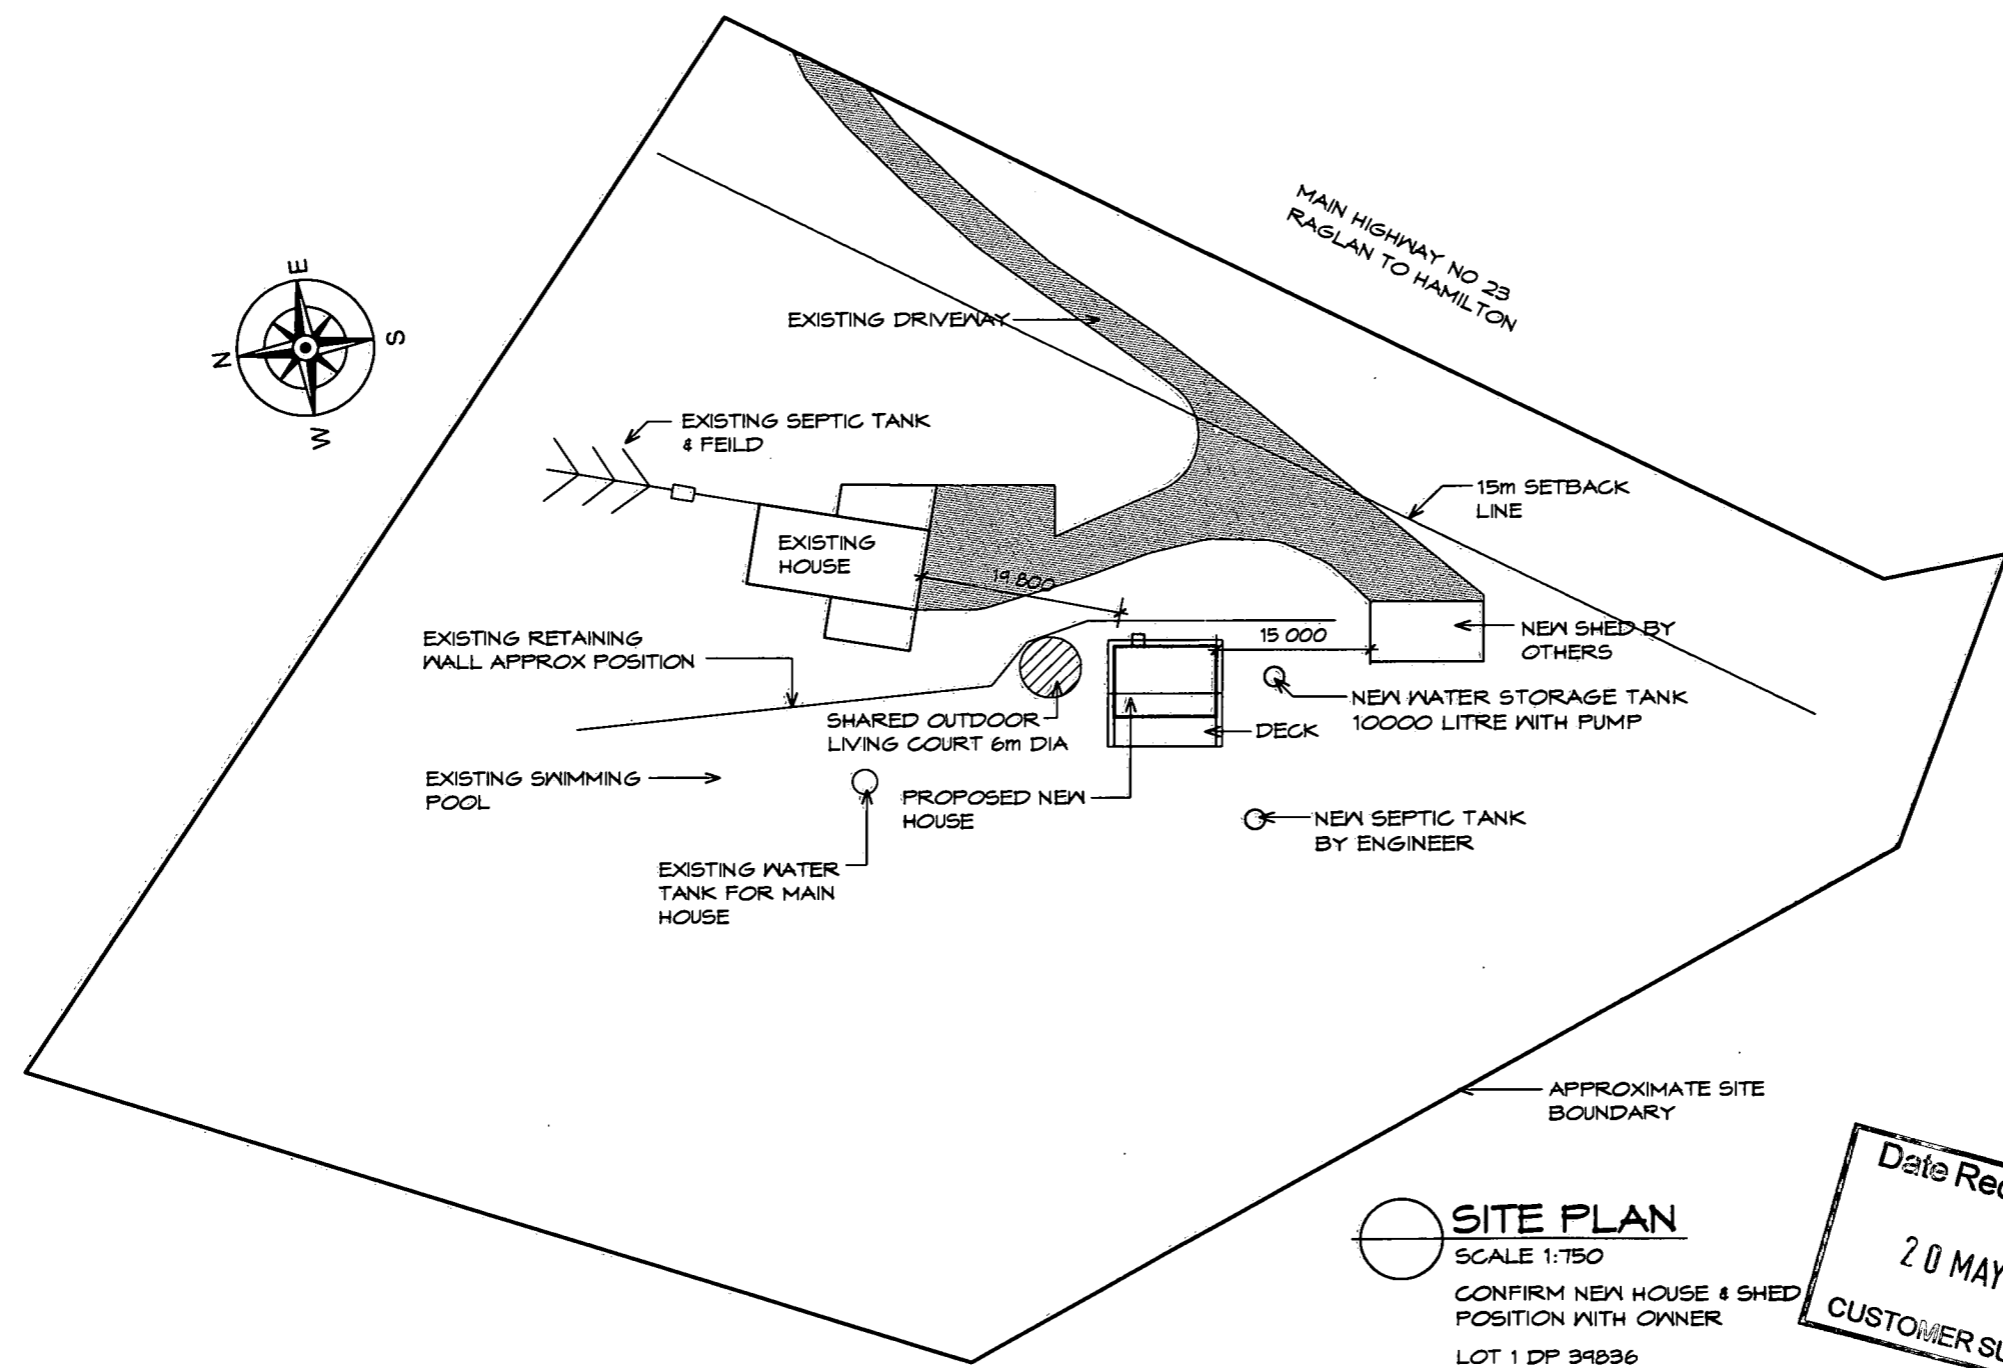 MAIN HIGHWAY NO 23
RAGLAN TO HAMILTON
E
N
S
W
EXISTING DRIVEWAY
EXISTING SEPTIC TANK
& FEILD
15m SETBACK
LINE
EXISTING
HOUSE
19 800
EXISTING RETAINING
WALL APPROX POSITION
15 000
NEW SHED BY
OTHERS
SHARED OUTDOOR
LIVING COURT 6m DIA
NEW WATER STORAGE TANK
10000 LITRE WITH PUMP
DECK
EXISTING SWIMMING
POOL
PROPOSED NEW
HOUSE
NEW SEPTIC TANK
BY ENGINEER
EXISTING WATER
TANK FOR MAIN
HOUSE
APPROXIMATE SITE
BOUNDARY
SITE PLAN
SCALE 1:750
CONFIRM NEW HOUSE & SHED
POSITION WITH OWNER
LOT 1 DP 39836
Date
20 MAY
CUSTOMER